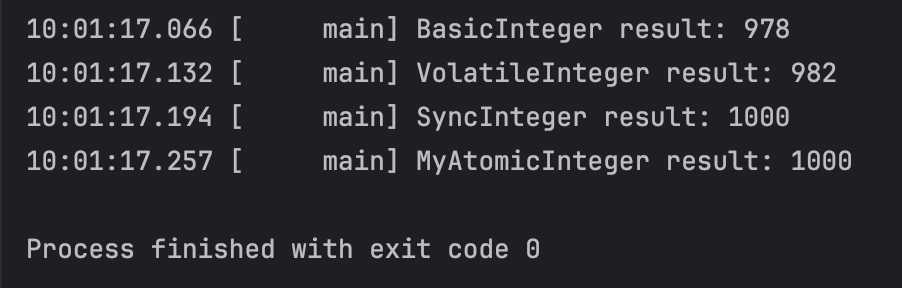 10:01:17.066 [     main] BasicInteger result: 978
10:01:17.132 [     main] VolatileInteger result: 982
10:01:17.194 [     main] SyncInteger result: 1000
10:01:17.257 [     main] MyAtomicInteger result: 1000
Process finished with exit code 0